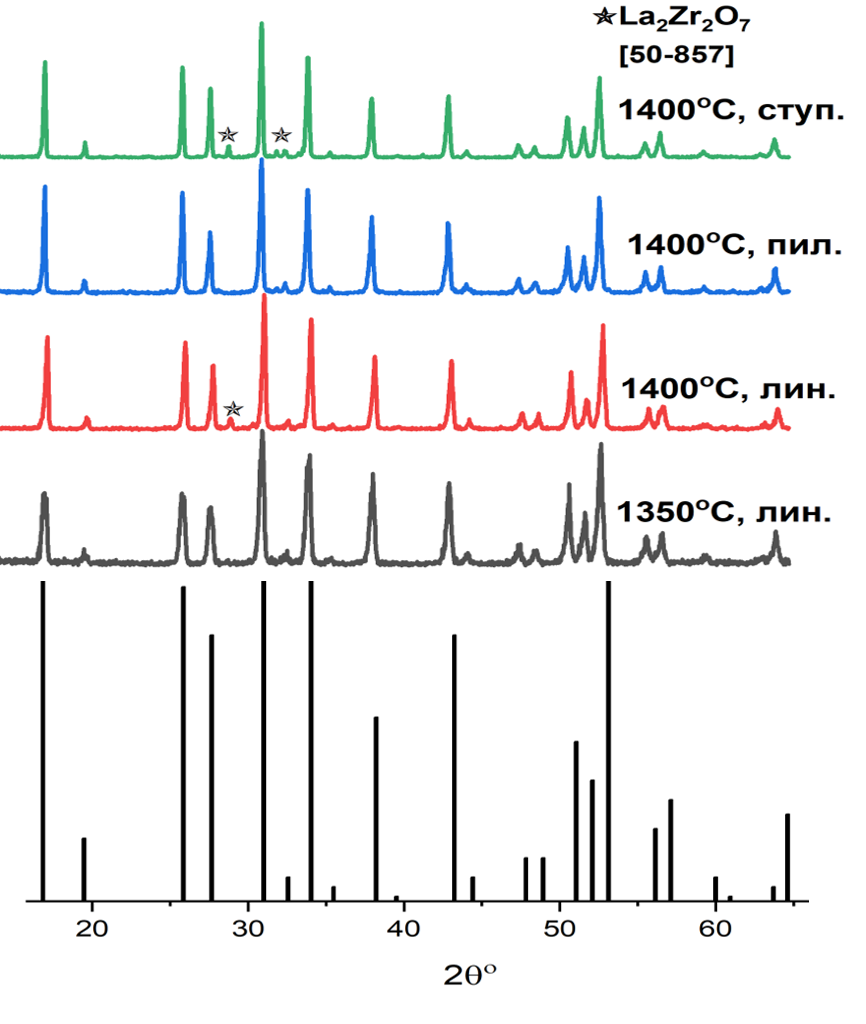 ✯La₂Zr₂O₇
[50-857]
1400°C, ступ.
1400°C, пил.
1400°C, лин.
1350°C, лин.
20 30 40 50 60
2θ°